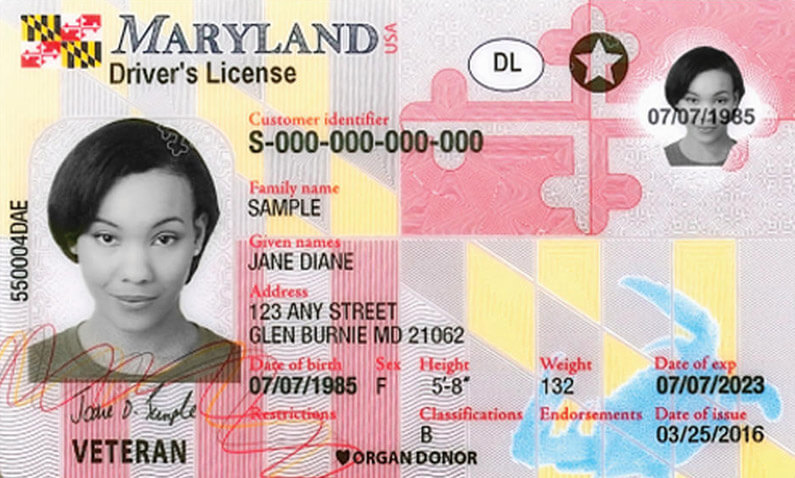 MARYLAND USA
Driver's License
DL
07/07/1985
Customer identifier
S-000-000-000-000
Family name
SAMPLE
Given names
JANE DIANE
Address
123 ANY STREET
GLEN BURNIE MD 21062
Date of birth Sex Height Weight Date of exp
07/07/1985 F 5'-8" 132 07/07/2023
Restrictions Classifications Endorsements Date of issue
B 03/25/2016
550004DAE
Jane D. Sample
VETERAN
ORGAN DONOR